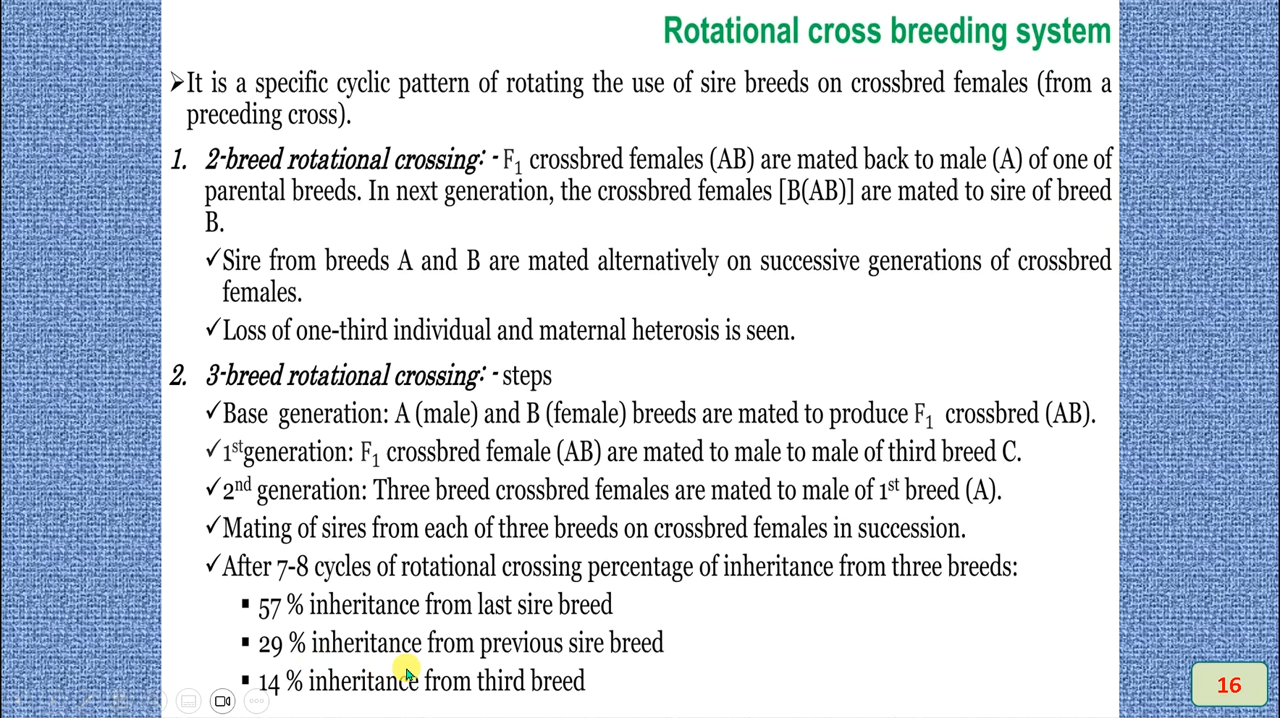 Rotational cross breeding system
➢It is a specific cyclic pattern of rotating the use of sire breeds on crossbred females (from a
preceding cross).
1. 2-breed rotational crossing: - F₁ crossbred females (AB) are mated back to male (A) of one of
parental breeds. In next generation, the crossbred females [B(AB)] are mated to sire of breed
B.
✓Sire from breeds A and B are mated alternatively on successive generations of crossbred
females.
✓Loss of one-third individual and maternal heterosis is seen.
2. 3-breed rotational crossing: - steps
✓Base generation: A (male) and B (female) breeds are mated to produce F₁ crossbred (AB).
✓1ˢᵗgeneration: F₁ crossbred female (AB) are mated to male to male of third breed C.
✓2ⁿᵈ generation: Three breed crossbred females are mated to male of 1ˢᵗ breed (A).
✓Mating of sires from each of three breeds on crossbred females in succession.
✓After 7-8 cycles of rotational crossing percentage of inheritance from three breeds:
▪ 57 % inheritance from last sire breed
▪ 29 % inheritance from previous sire breed
▪ 14 % inheritance from third breed
16